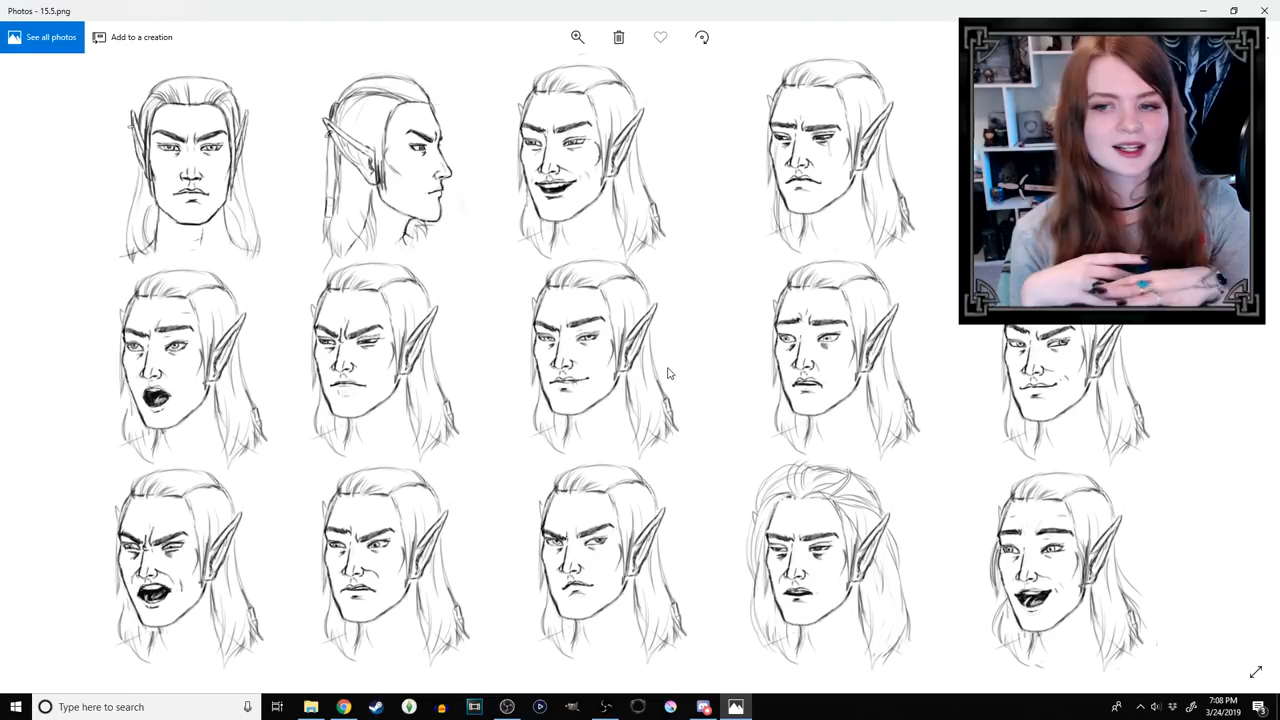 Photos - 15.5.png
See all photos
Add to a creation
Type here to search
7:08 PM
3/24/2019
3